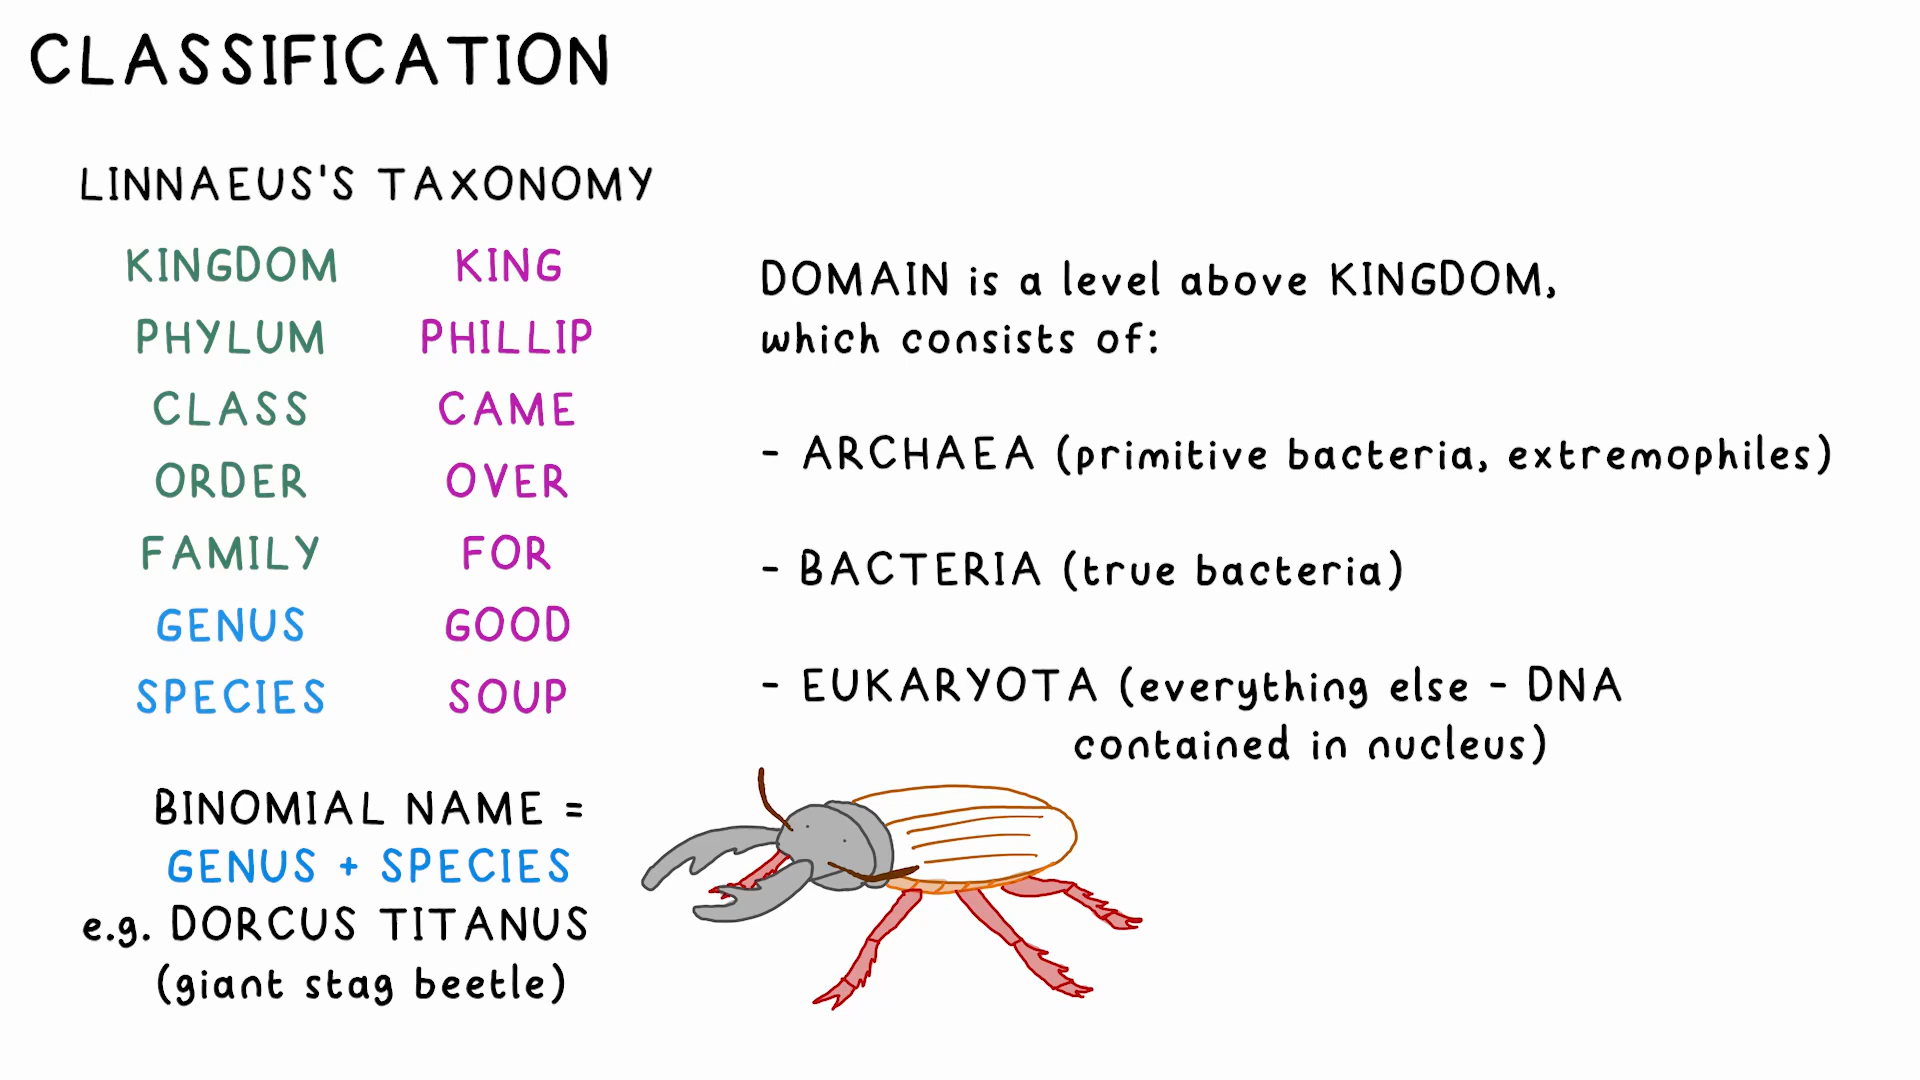 CLASSIFICATION
LINNAEUS'S TAXONOMY
KINGDOM KING
PHYLUM PHILLIP
CLASS CAME
ORDER OVER
FAMILY FOR
GENUS GOOD
SPECIES SOUP
BINOMIAL NAME =
GENUS + SPECIES
e.g. DORCUS TITANUS
(giant stag beetle)
DOMAIN is a level above KINGDOM,
which consists of:
- ARCHAEA (primitive bacteria, extremophiles)
- BACTERIA (true bacteria)
- EUKARYOTA (everything else - DNA
contained in nucleus)